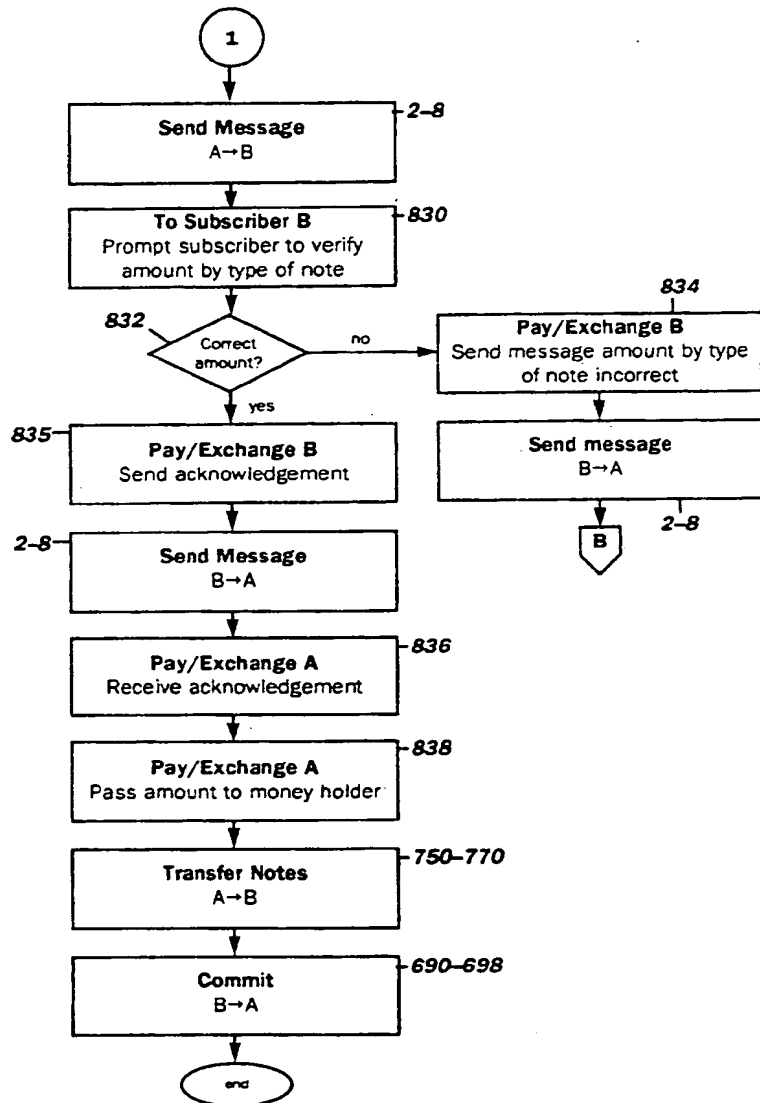 1
Send Message
A→B
2-8
To Subscriber B
Prompt subscriber to verify
amount by type of note
830
832
Correct
amount?
no
yes
834
Pay/Exchange B
Send message amount by type
of note incorrect
Send message
B→A
2-8
B
835
Pay/Exchange B
Send acknowledgement
2-8
Send Message
B→A
Pay/Exchange A
Receive acknowledgement
836
Pay/Exchange A
Pass amount to money holder
838
Transfer Notes
A→B
750-770
Commit
B→A
690-698
end